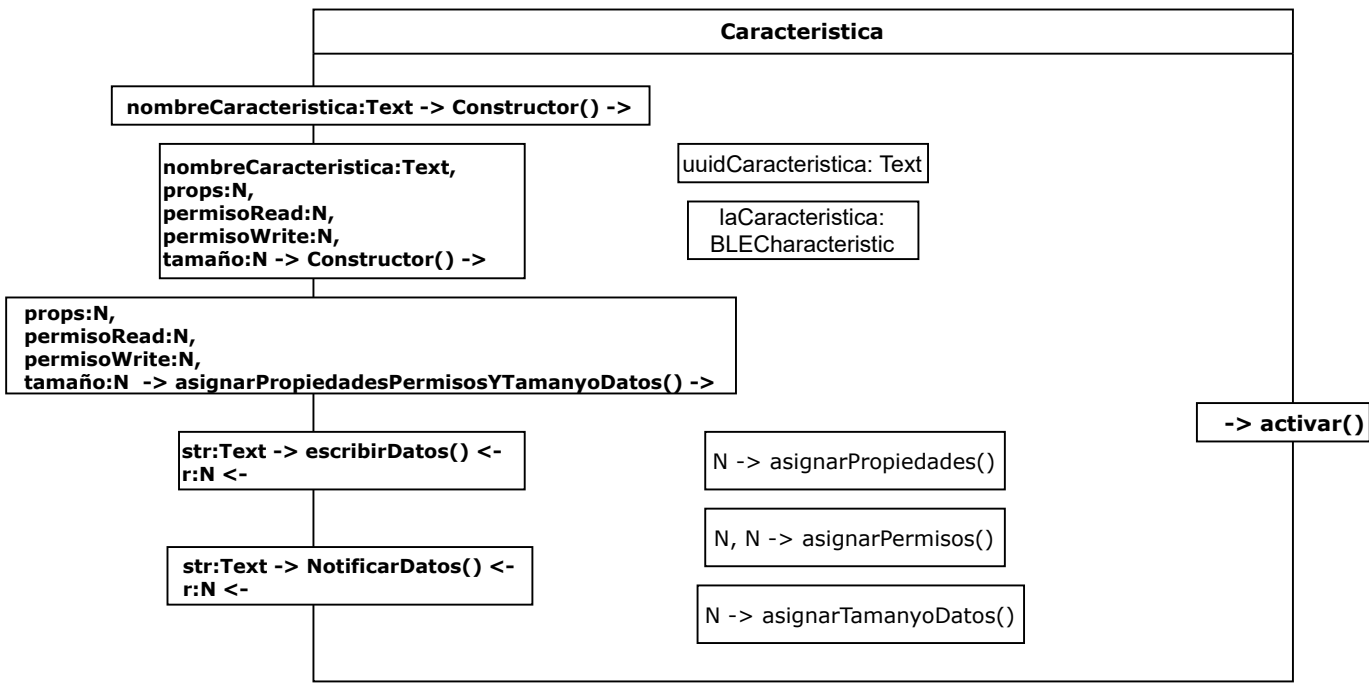 Caracteristica
nombreCaracteristica:Text -> Constructor() ->
nombreCaracteristica:Text,
props:N,
permisoRead:N,
permisoWrite:N,
tamaño:N -> Constructor() ->
uuidCaracteristica: Text
laCaracteristica:
BLECharacteristic
props:N,
permisoRead:N,
permisoWrite:N,
tamaño:N -> asignarPropiedadesPermisosYTamanyoDatos() ->
-> activar()
str:Text -> escribirDatos() <-
r:N <-
N -> asignarPropiedades()
N, N -> asignarPermisos()
str:Text -> NotificarDatos() <-
r:N <-
N -> asignarTamanyoDatos()